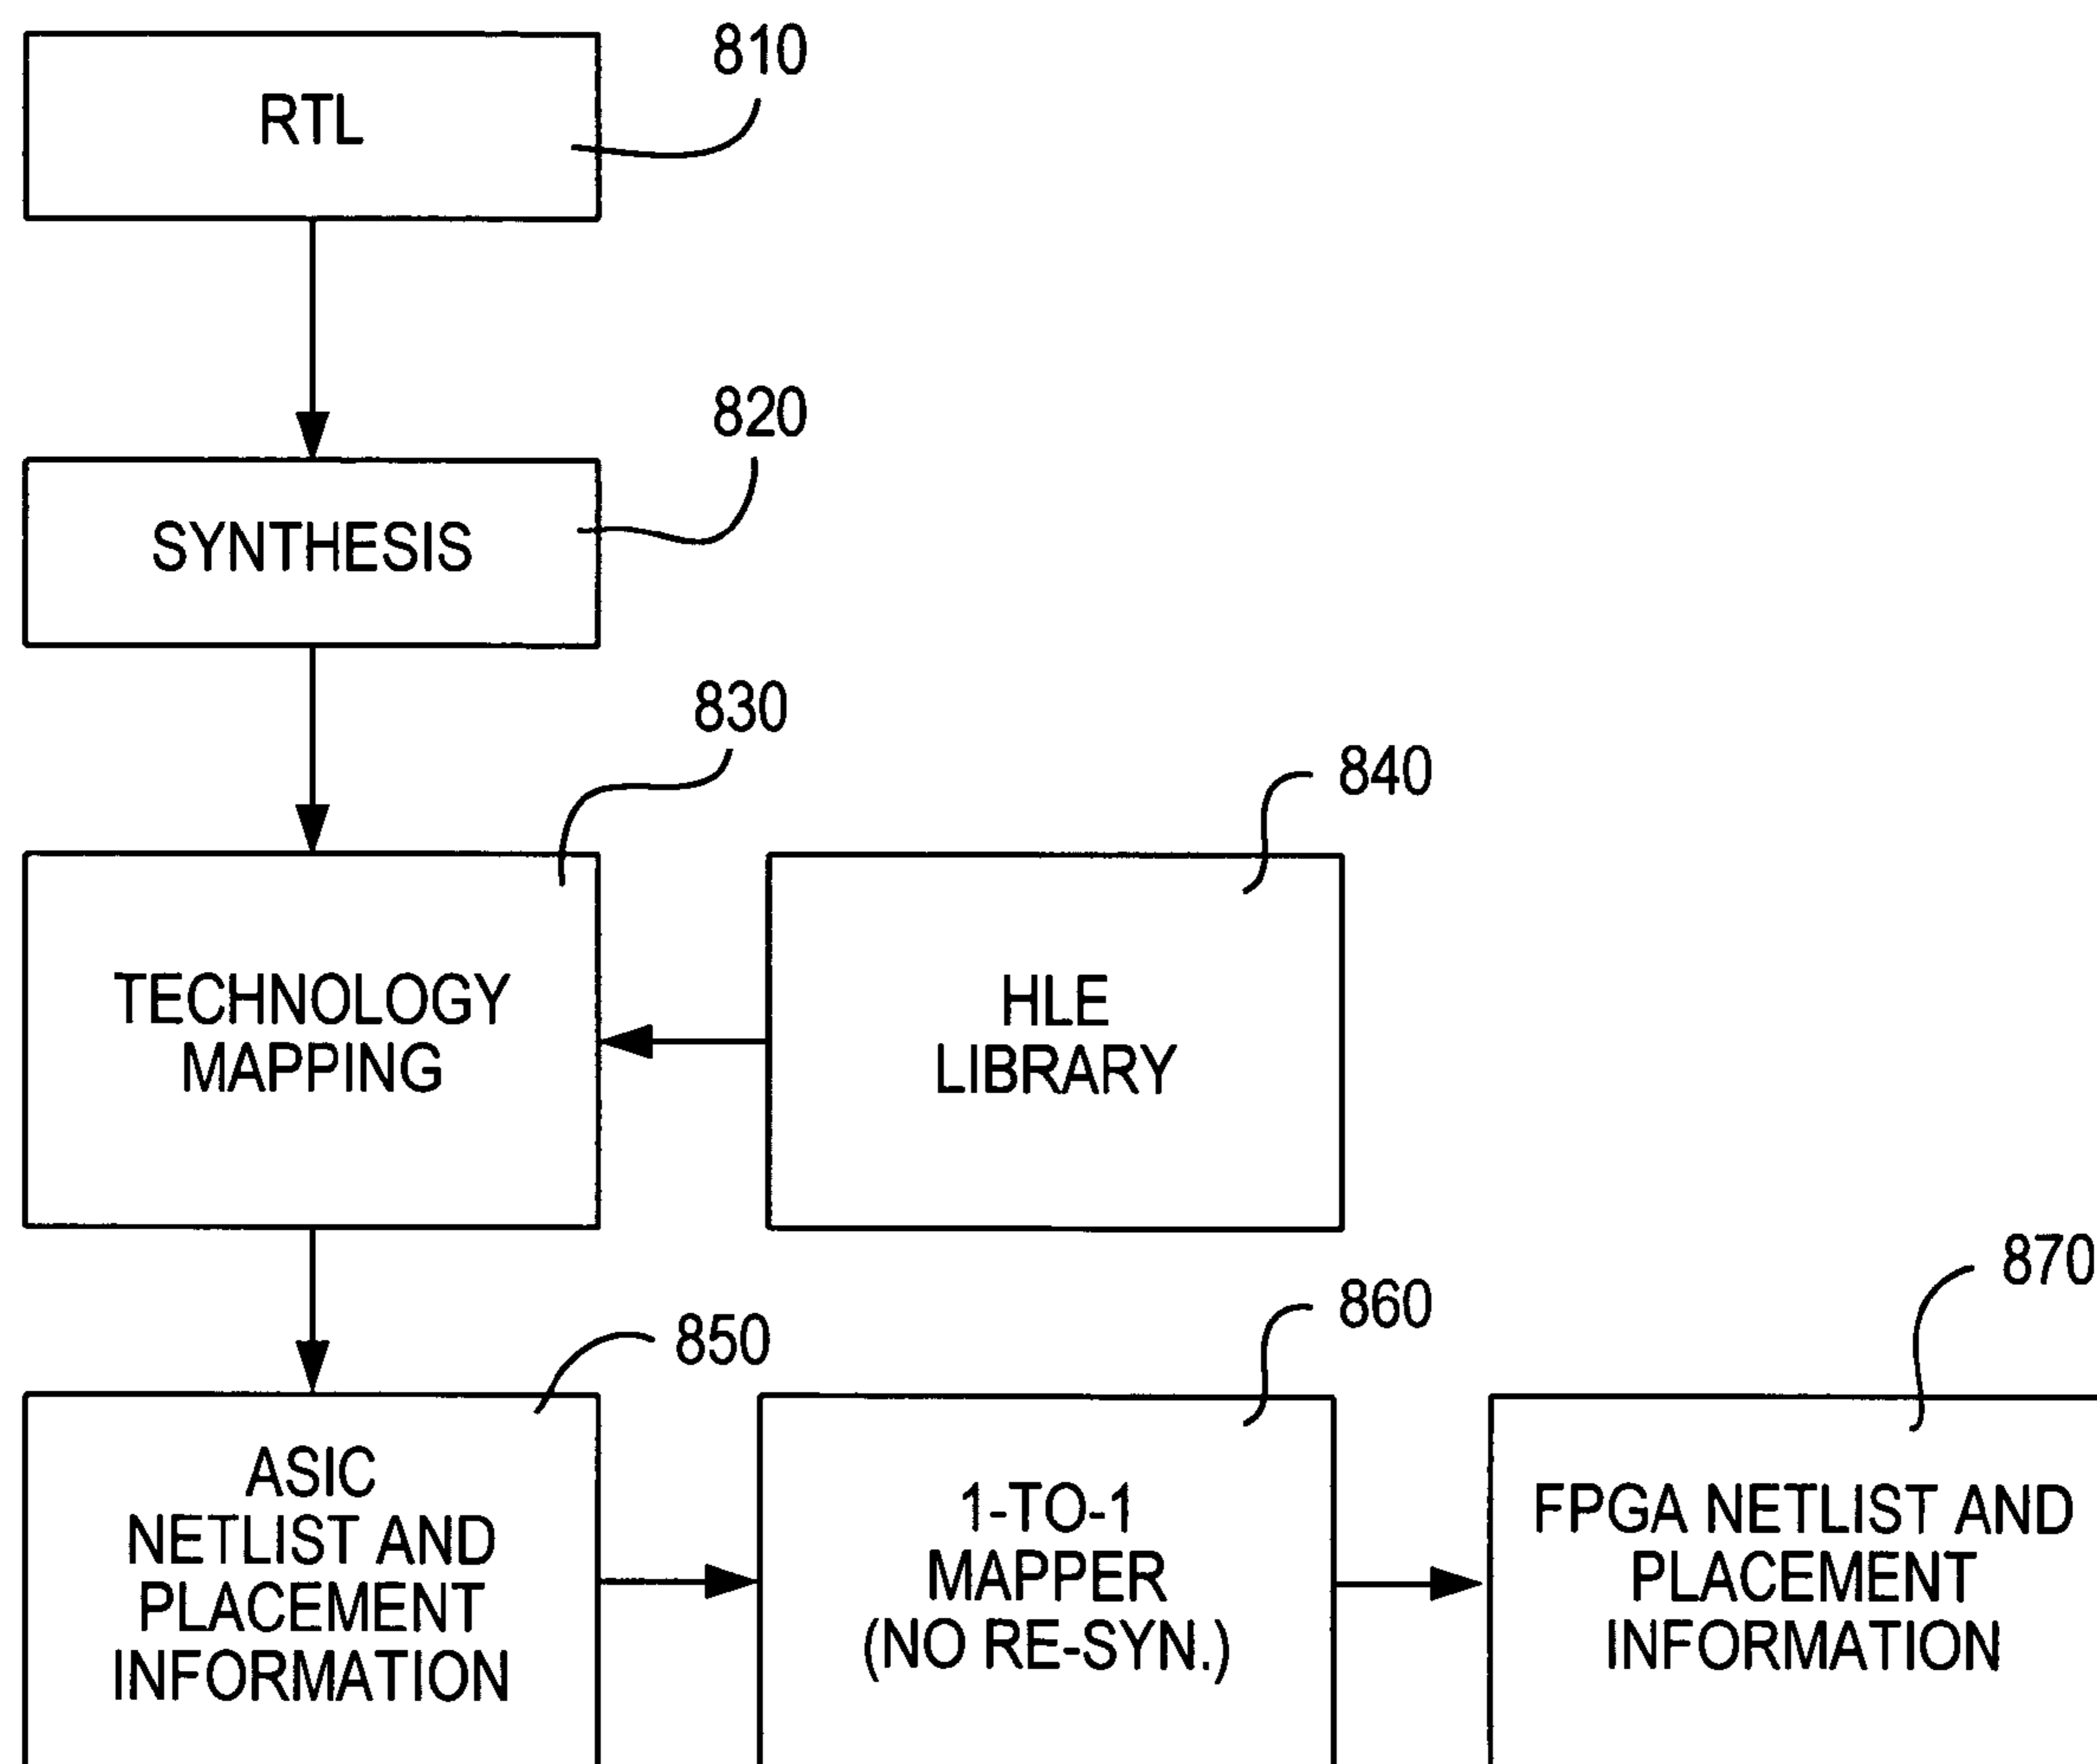 810
RTL
820
SYNTHESIS
830
840
TECHNOLOGY
MAPPING
HLE
LIBRARY
870
860
850
ASIC
NETLIST AND
PLACEMENT
INFORMATION
1-TO-1
MAPPER
(NO RE-SYN.)
FPGA NETLIST AND
PLACEMENT
INFORMATION